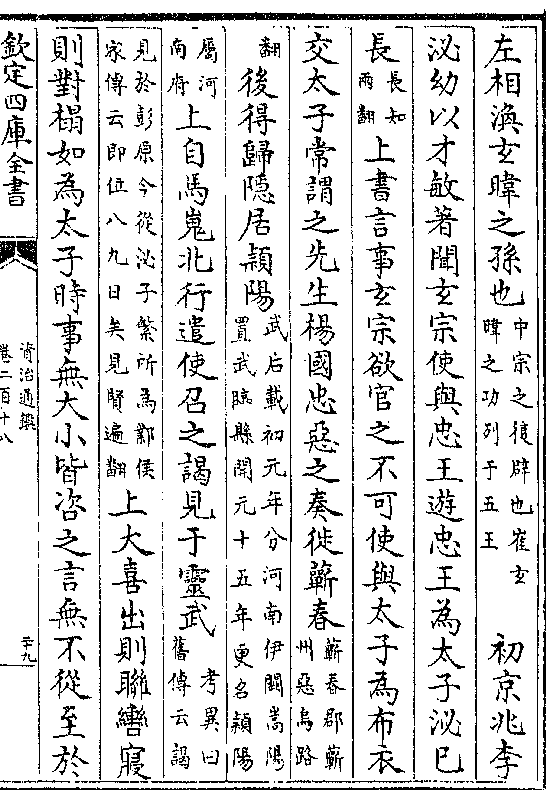 左相渙玄暐之孫也中宗之復辟也崔玄暐之功列于五王初京兆李
泌幼以才敏著聞玄宗使與忠王遊忠王為太子泌已
長長知兩翻上書言事玄宗欲官之不可使與太子為布衣
交太子常謂之先生楊國忠惡之奏徙蘄春蘄春郡蘄州惡烏路
翻後得歸隱居潁陽武后載初元年分河南伊闕嵩陽置武臨縣開元十五年更名潁陽
屬河南府上自馬嵬北行遣使召之謁見于靈武考異曰舊傳云謁
見於彭原今從泌子繁所為鄴侯家傳云即位八九日矣見賢遍翻上大喜出則聯轡寢
則對榻如為太子時事無大小皆咨之言無不從至於
欽定四庫全書
資治通鑑
卷二百十八
二十九